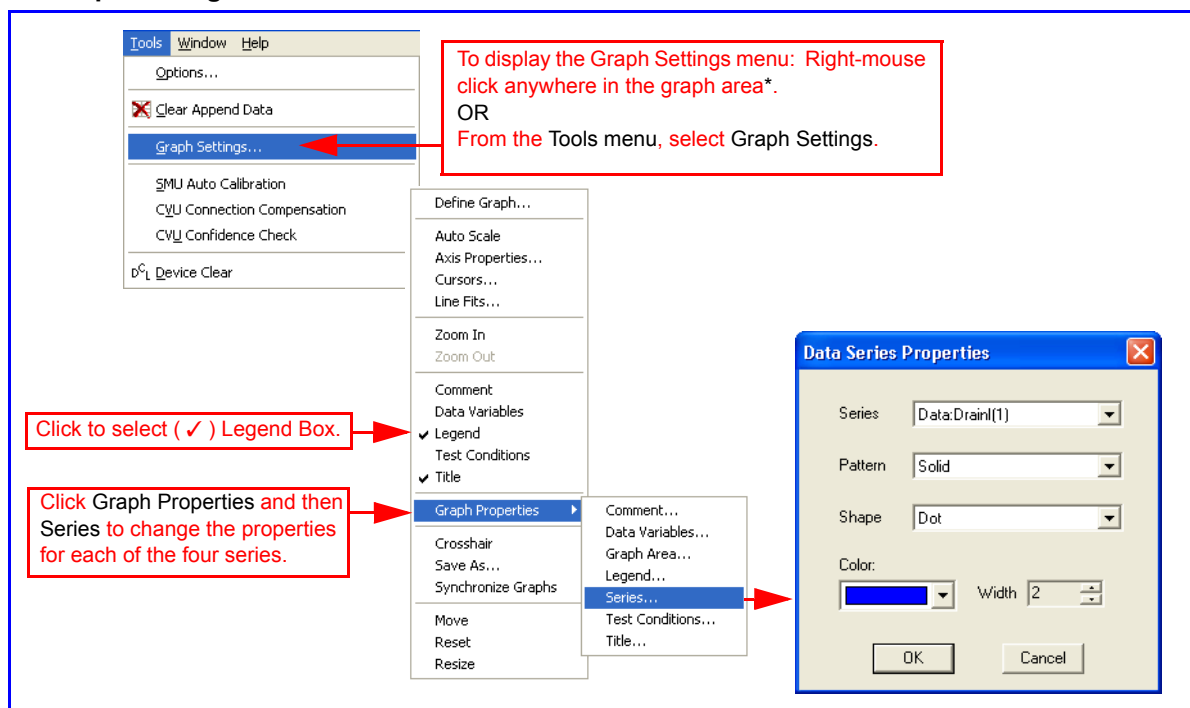 Tools Window Help
Options...
Clear Append Data
Graph Settings...
SMU Auto Calibration
CVU Connection Compensation
CVU Confidence Check
DCL Device Clear
To display the Graph Settings menu: Right-mouse
click anywhere in the graph area*.
OR
From the Tools menu, select Graph Settings.
Define Graph...
Auto Scale
Axis Properties...
Cursors...
Line Fits...
Zoom In
Zoom Out
Comment
Data Variables
✓ Legend
Test Conditions
✓ Title
Graph Properties
Crosshair
Save As...
Synchronize Graphs
Move
Reset
Resize
Click to select ( ✓ ) Legend Box.
Click Graph Properties and then
Series to change the properties
for each of the four series.
Comment...
Data Variables...
Graph Area...
Legend...
Series...
Test Conditions...
Title...
Data Series Properties
Series Data:DrainI(1)
Pattern Solid
Shape Dot
Color:
Width 2
OK Cancel